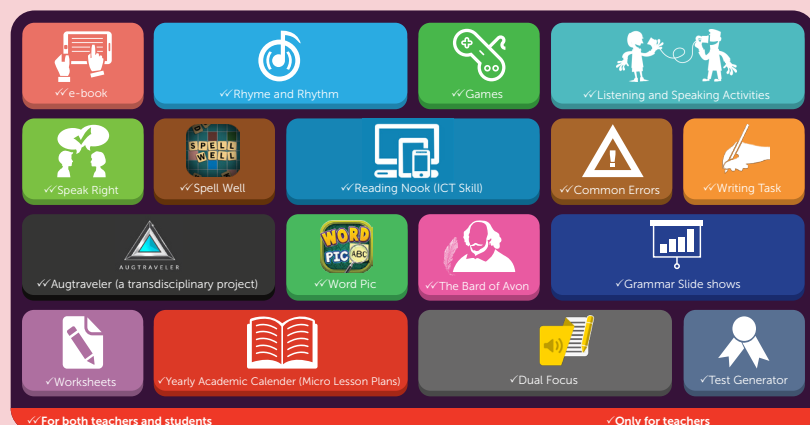 ✓✓e-book
✓✓Rhyme and Rhythm
✓✓Games
✓✓Listening and Speaking Activities
✓✓Speak Right
SPELL
WELL
✓✓Spell Well
✓✓Reading Nook (ICT Skill)
✓✓Common Errors
✓✓Writing Task
AUGTRAVELER
✓✓Augtraveler (a transdisciplinary project)
WORD
PIC ABC
✓✓Word Pic
✓✓The Bard of Avon
✓Grammar Slide shows
✓Worksheets
✓Yearly Academic Calender (Micro Lesson Plans)
✓Dual Focus
✓Test Generator
✓✓For both teachers and students
✓Only for teachers